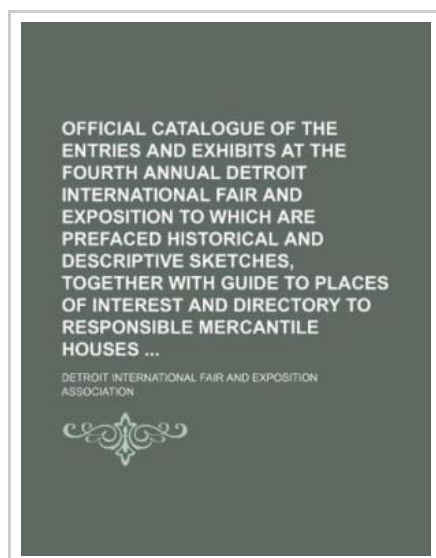 OFFICIAL CATALOGUE OF THE
ENTRIES AND EXHIBITS AT THE
FOURTH ANNUAL DETROIT
INTERNATIONAL FAIR AND
EXPOSITION TO WHICH ARE
PREFACED HISTORICAL AND
DESCRIPTIVE SKETCHES,
TOGETHER WITH GUIDE TO PLACES
OF INTEREST AND DIRECTORY TO
RESPONSIBLE MERCANTILE
HOUSES ...
DETROIT INTERNATIONAL FAIR AND EXPOSITION
ASSOCIATION